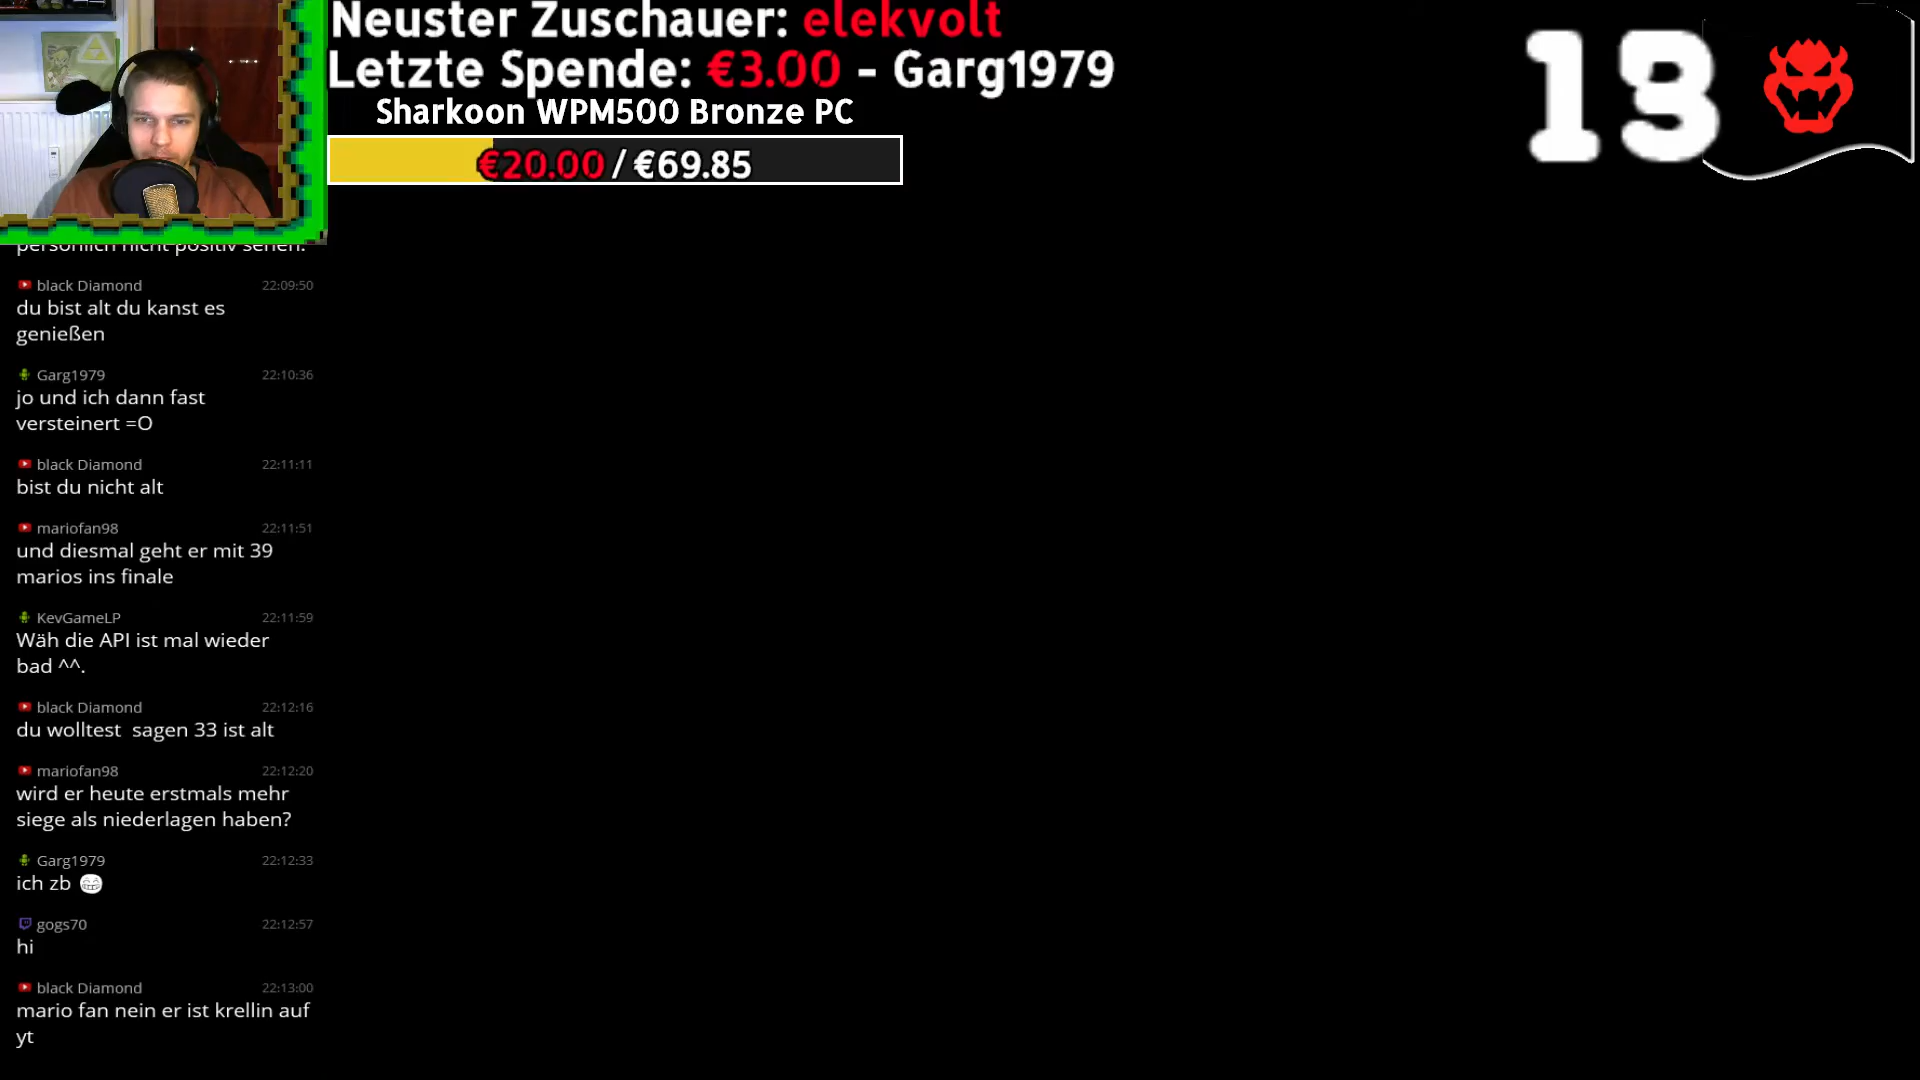 Neuster Zuschauer: elekvolt
Letzte Spende: €3.00 - Garg1979
Sharkoon WPM500 Bronze PC
€20.00 / €69.85
13
persönlich nicht positiv sehen.
black Diamond 22:09:50
du bist alt du kanst es
genießen
Garg1979 22:10:36
jo und ich dann fast
versteinert =O
black Diamond 22:11:11
bist du nicht alt
mariofan98 22:11:51
und diesmal geht er mit 39
marios ins finale
KevGameLP 22:11:59
Wäh die API ist mal wieder
bad ^^.
black Diamond 22:12:16
du wolltest  sagen 33 ist alt
mariofan98 22:12:20
wird er heute erstmals mehr
siege als niederlagen haben?
Garg1979 22:12:33
ich zb 😁
gogs70 22:12:57
hi
black Diamond 22:13:00
mario fan nein er ist krellin auf
yt